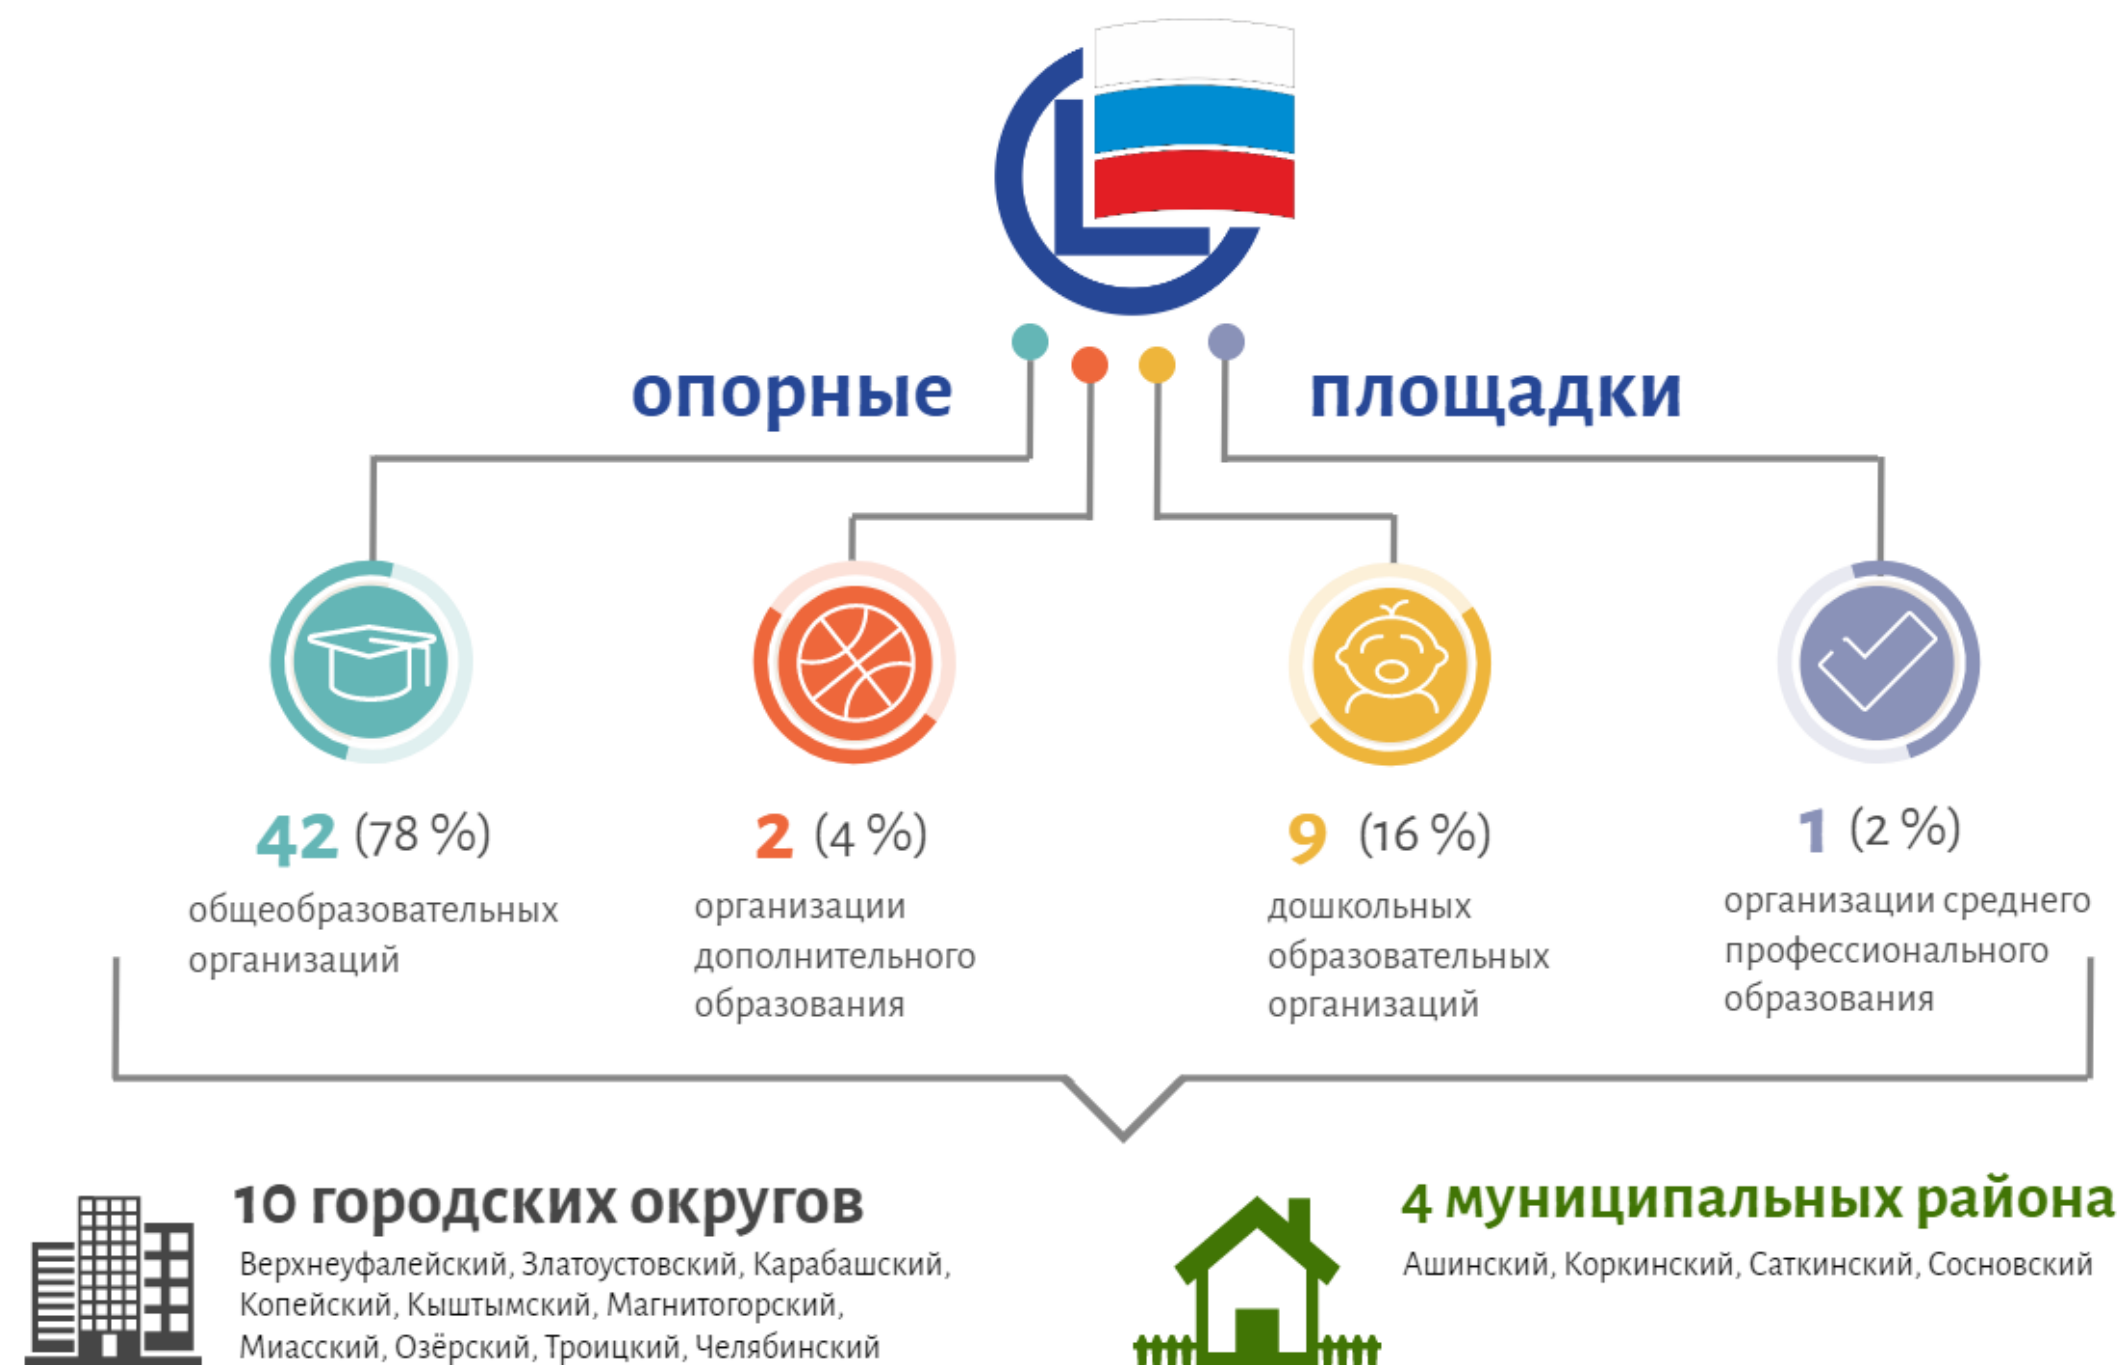 опорные площадки
42 (78 %)
общеобразовательных
организаций
2 (4 %)
организации
дополнительного
образования
9 (16 %)
дошкольных
образовательных
организаций
1 (2 %)
организации среднего
профессионального
образования
10 городских округов
Верхнеуфалейский, Златоустовский, Карабашский,
Копейский, Кыштымский, Магнитогорский,
Миасский, Озёрский, Троицкий, Челябинский
4 муниципальных района
Ашинский, Коркинский, Саткинский, Сосновский